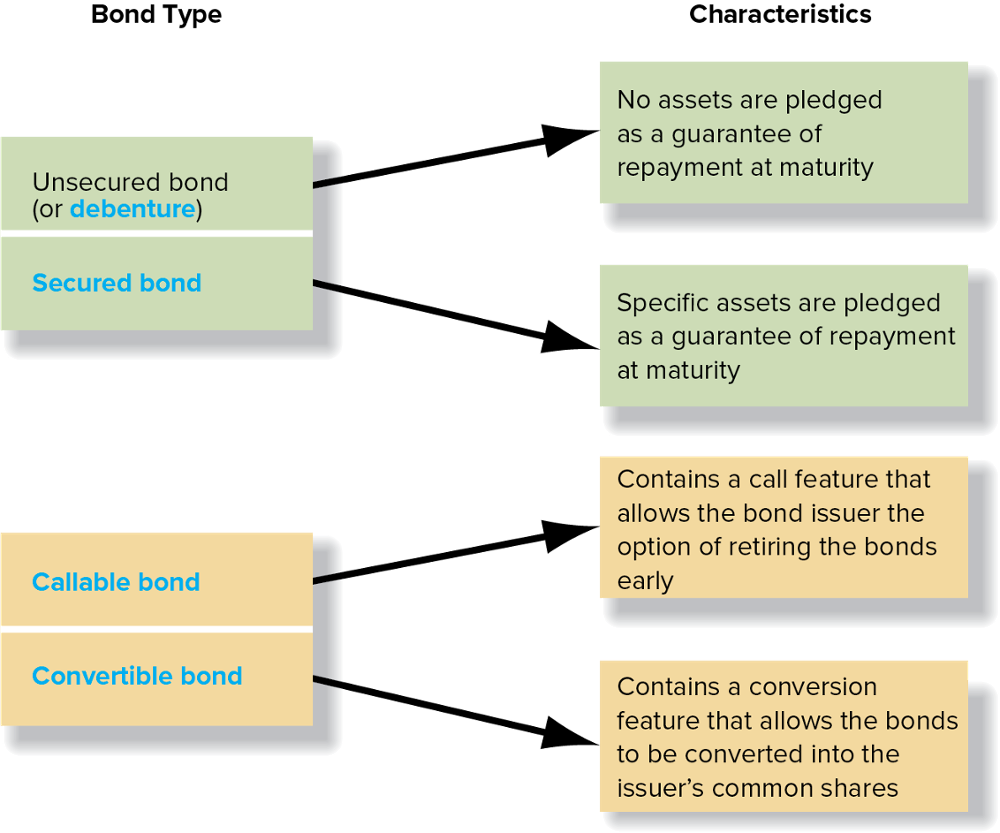 Bond Type
Characteristics
Unsecured bond
(or debenture)
No assets are pledged
as a guarantee of
repayment at maturity
Secured bond
Specific assets are pledged
as a guarantee of repayment
at maturity
Callable bond
Contains a call feature that
allows the bond issuer the
option of retiring the bonds
early
Convertible bond
Contains a conversion
feature that allows the bonds
to be converted into the
issuer’s common shares